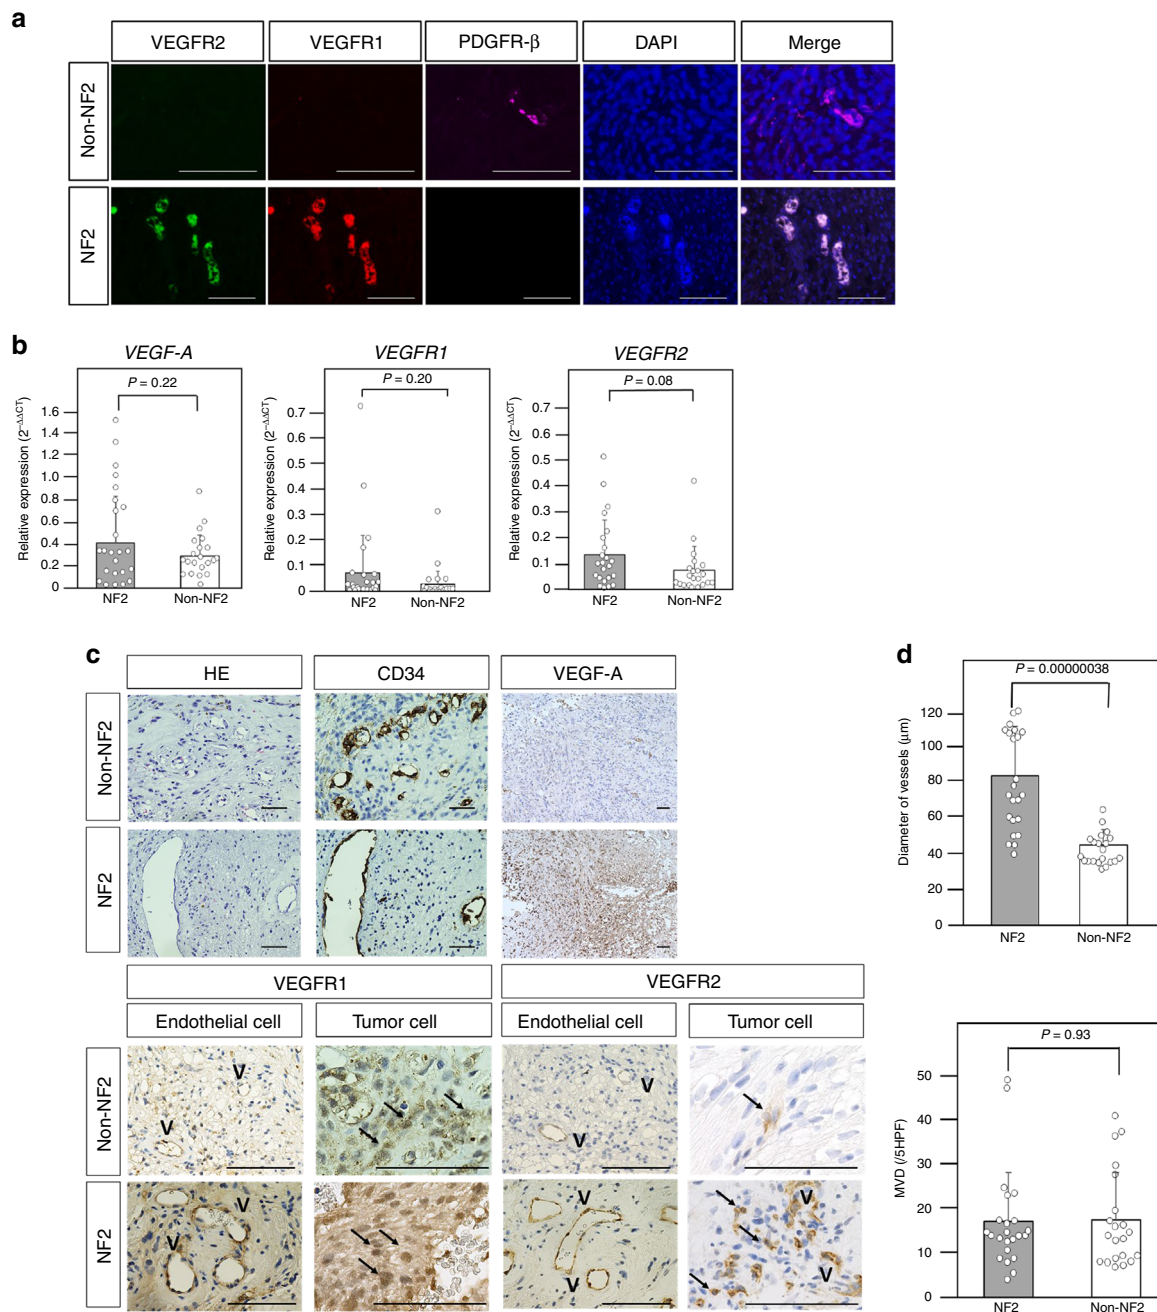 a
VEGFR2 VEGFR1 PDGFR-β DAPI Merge
Non-NF2
NF2
b
VEGF-A VEGFR1 VEGFR2
P = 0.22 P = 0.20 P = 0.08
Relative expression (2⁻ΔΔCT)
1.6
1.4
1.2
1.0
0.8
0.6
0.4
0.2
0
NF2 Non-NF2
Relative expression (2⁻ΔΔCT)
0.7
0.6
0.5
0.4
0.3
0.2
0.1
0
NF2 Non-NF2
Relative expression (2⁻ΔΔCT)
0.7
0.6
0.5
0.4
0.3
0.2
0.1
0
NF2 Non-NF2
c
HE CD34 VEGF-A
Non-NF2
NF2
VEGFR1 VEGFR2
Endothelial cell Tumor cell Endothelial cell Tumor cell
Non-NF2
V
V
V
V
NF2
V
V
V
V
V
V
d
P = 0.00000038
Diameter of vessels (μm)
120
100
80
60
40
20
0
NF2 Non-NF2
P = 0.93
MVD (/5HPF)
50
40
30
20
10
0
NF2 Non-NF2